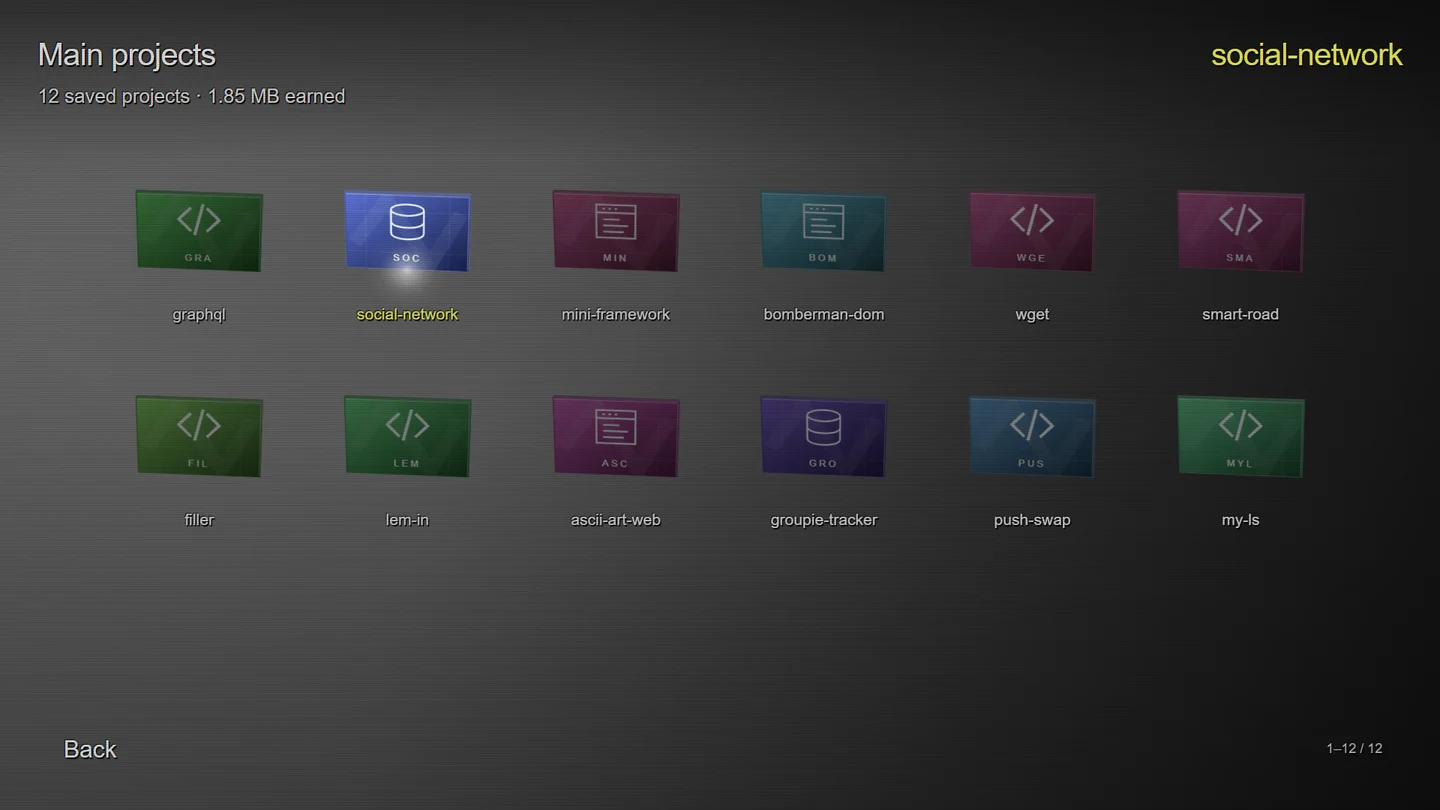 Main projects
social-network
12 saved projects · 1.85 MB earned
GRA
SOC
MIN
BOM
WGE
SMA
graphql
social-network
mini-framework
bomberman-dom
wget
smart-road
FIL
LEM
ASC
GRO
PUS
MYL
filler
lem-in
ascii-art-web
groupie-tracker
push-swap
my-ls
Back
1–12 / 12